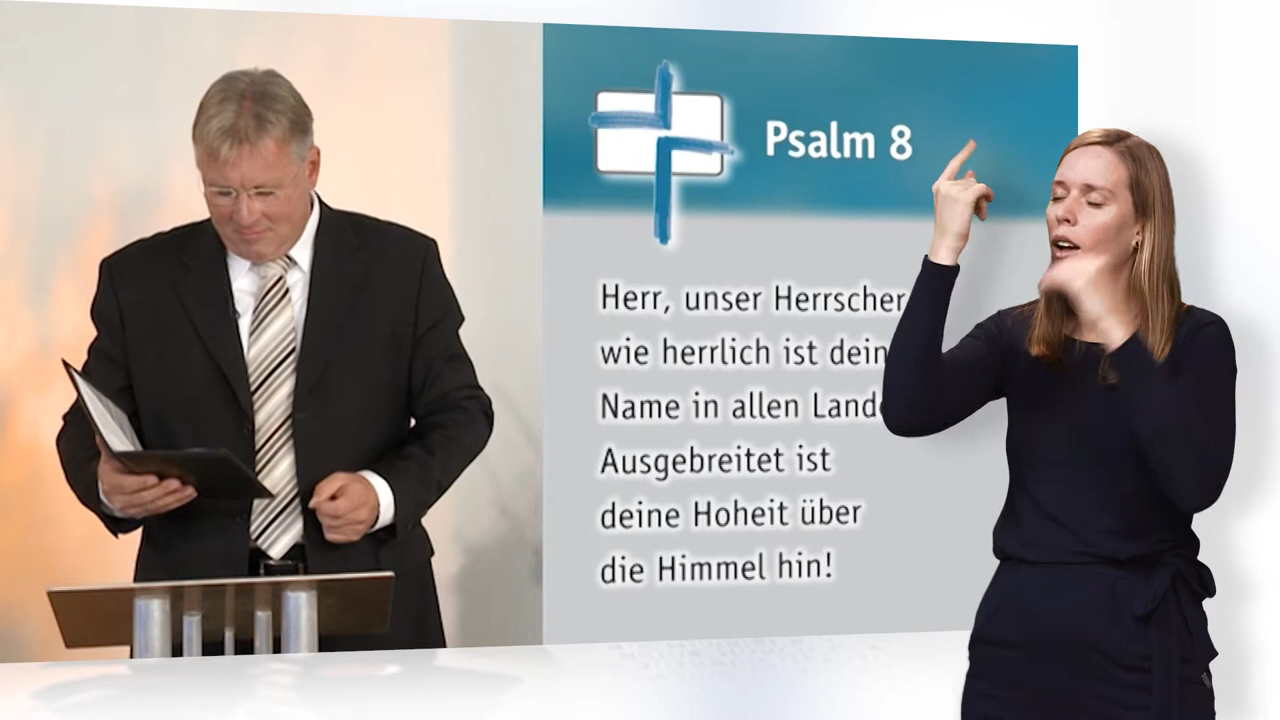 Psalm 8
Herr, unser Herrscher
wie herrlich ist dein
Name in allen
Ausgebreitet ist
deine Hoheit über
die Himmel hin!